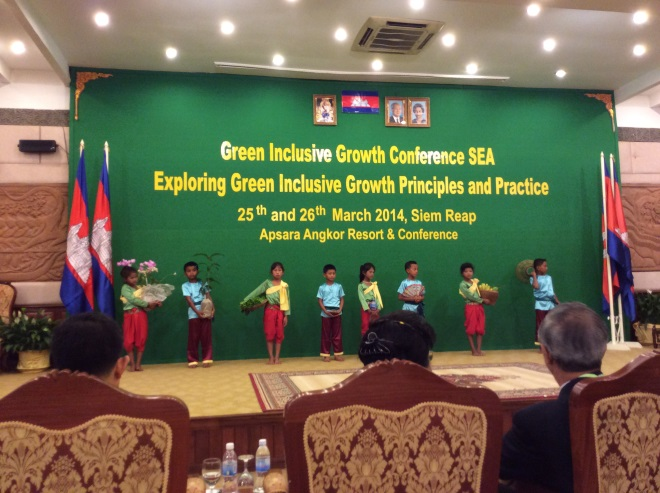 Green Inclusive Growth Conference SEA
Exploring Green Inclusive Growth Principles and Practice
25th and 26th March 2014, Siem Reap
Apsara Angkor Resort & Conference